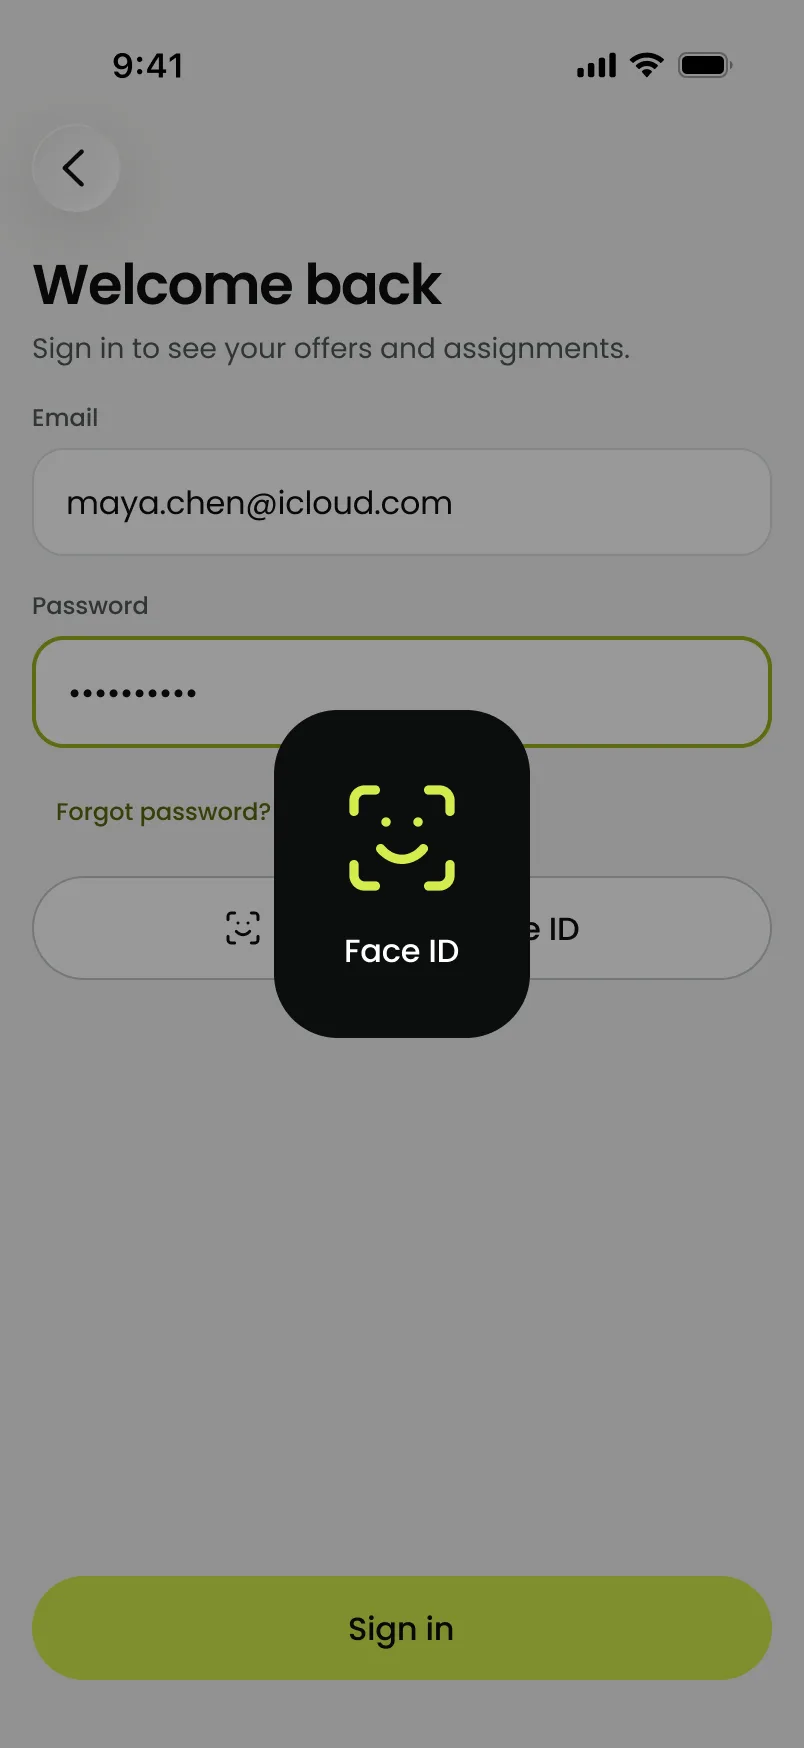 9:41
Welcome back
Sign in to see your offers and assignments.
Email
maya.chen@icloud.com
Password
••••••••••
Forgot password?
ID
Face ID
Sign in